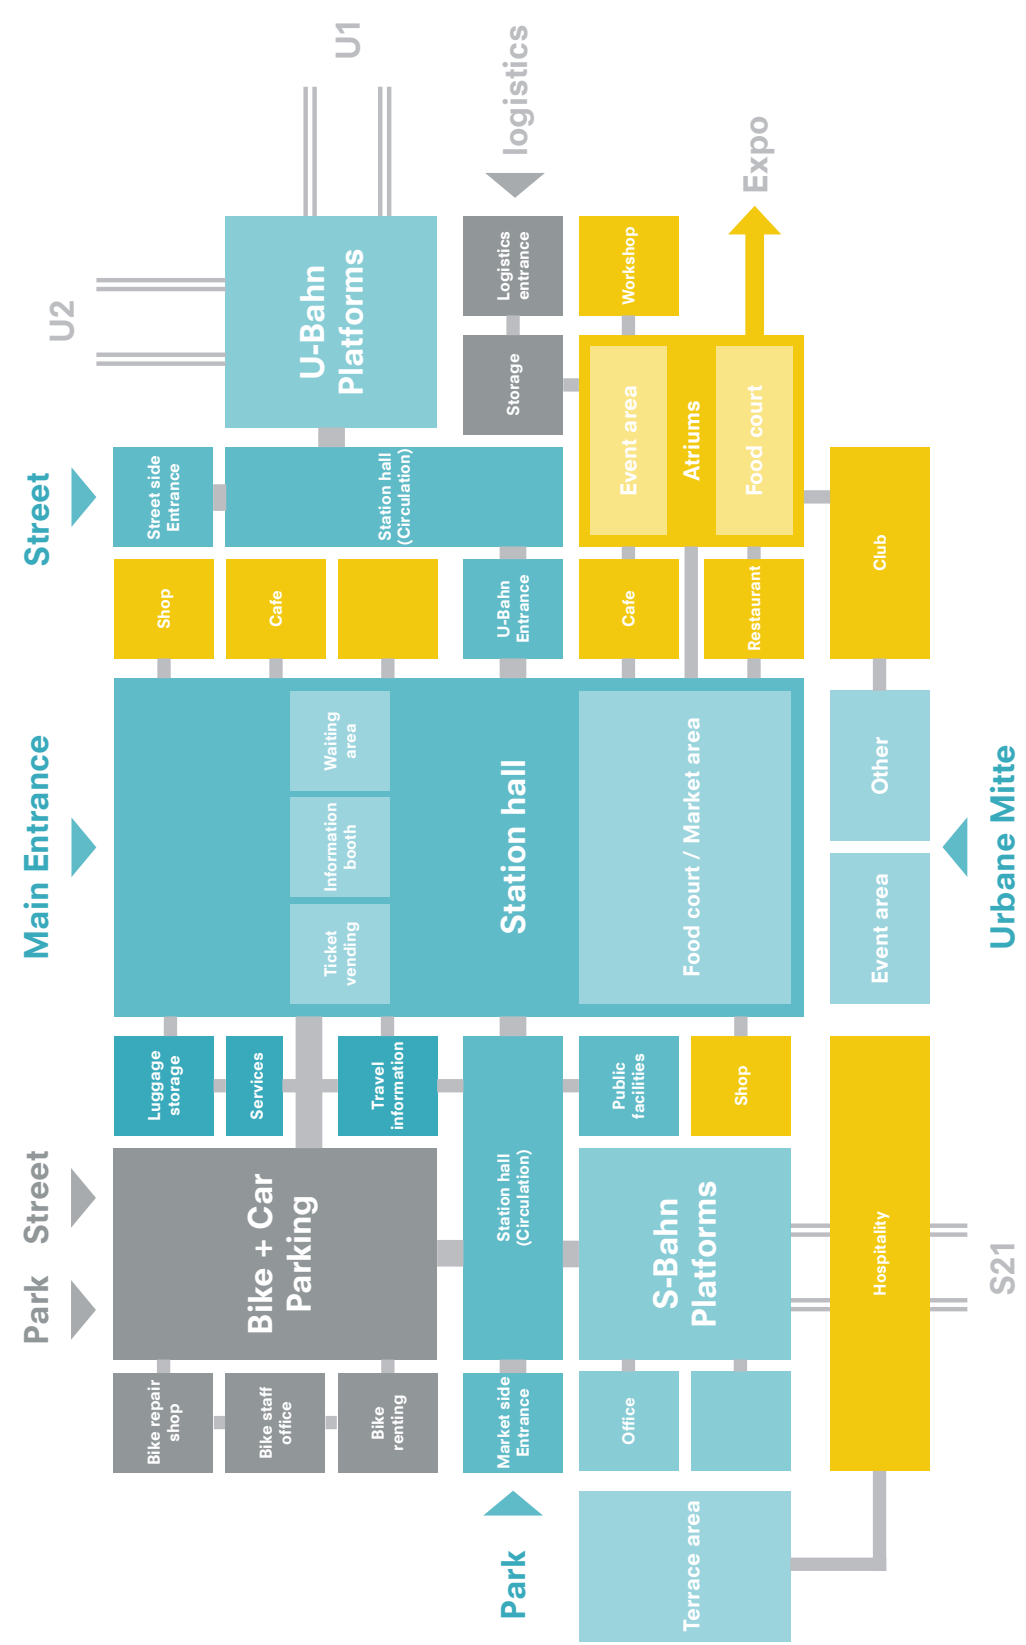 U1
logistics
Expo
U2
U-Bahn
Platforms
Logistics
entrance
Workshop
Storage
Event area
Atriums
Food court
Street
Street side
Entrance
Station hall
(Circulation)
Club
Shop
Cafe
U-Bahn
Entrance
Cafe
Restaurant
Main Entrance
Waiting
area
Information
booth
Ticket
vending
Station hall
Food court / Market area
Other
Event area
Urbane Mitte
Luggage
storage
Services
Travel
information
Public
facilities
Shop
Street
Park
Bike + Car
Parking
Station hall
(Circulation)
S-Bahn
Platforms
Hospitality
S21
Bike repair
shop
Bike staff
office
Bike
renting
Market side
Entrance
Office
Park
Terrace area